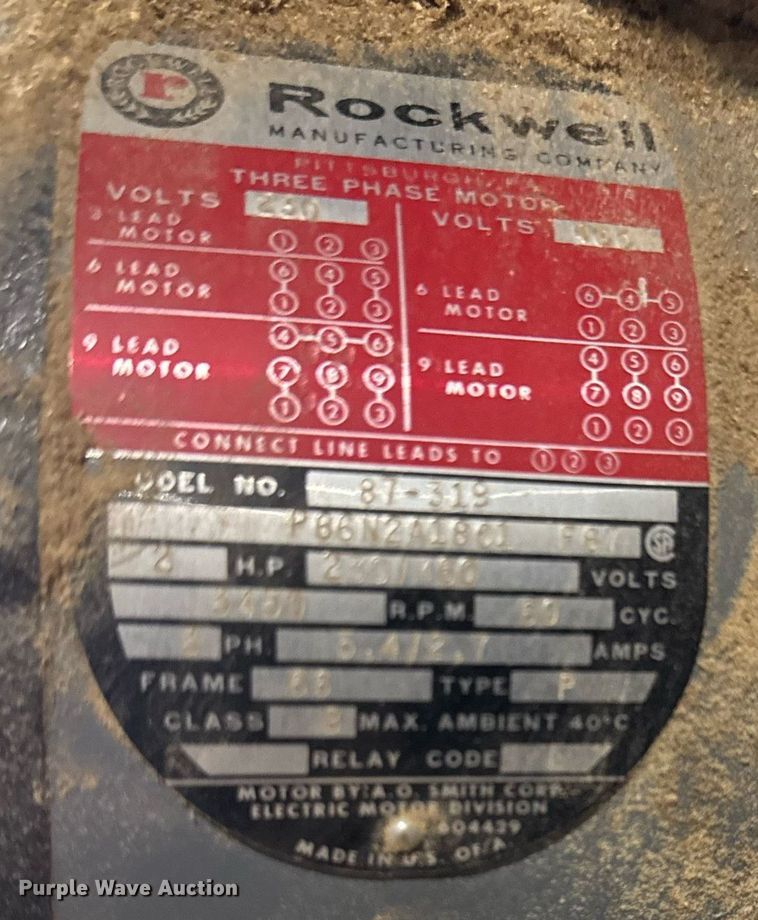 r
Rockwell
MANUFACTURING COMPANY
PITTSBURGH, PA.
THREE PHASE MOTOR
VOLTS 230 VOLTS
3 LEAD MOTOR 1 2 3
6 LEAD MOTOR 6 4 5
1 2 3
9 LEAD MOTOR 4 5 6
7 8 9
1 2 3
6 LEAD MOTOR 6 4 5
1 2 3
9 LEAD MOTOR 4 5 6
7 8 9
1 2 3
CONNECT LINE LEADS TO 1 2 3
MODEL NO. 87-319
SA
H.P. 230/460 VOLTS
3450 R.P.M. 60 CYC.
PH. 5.4/2.7 AMPS
FRAME 66 TYPE P
CLASS MAX. AMBIENT 40°C
RELAY CODE
MOTOR BY: A.O. SMITH CORP.
ELECTRIC MOTOR DIVISION
604429
MADE IN U.S. OF A.
Purple Wave Auction